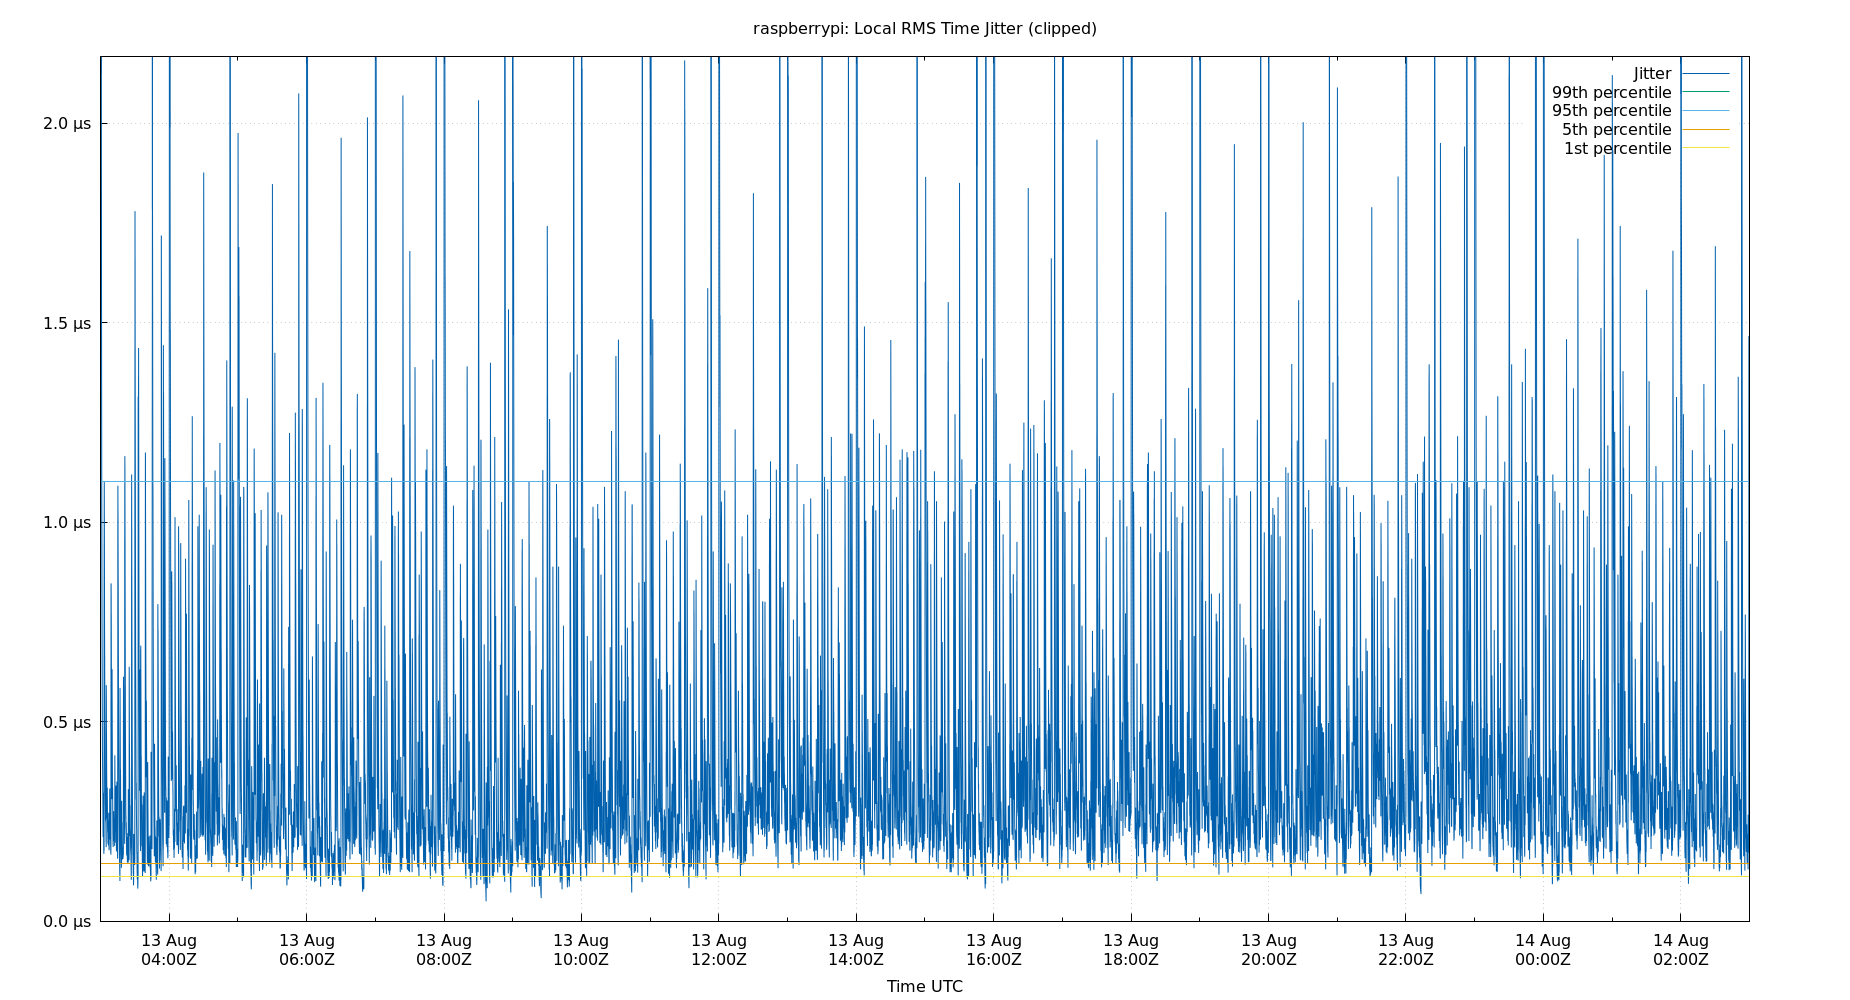 raspberrypi: Local RMS Time Jitter (clipped)
Jitter
99th percentile
95th percentile
5th percentile
1st percentile
2.0 µs
1.5 µs
1.0 µs
0.5 µs
0.0 µs
13 Aug 13 Aug 13 Aug 13 Aug 13 Aug 13 Aug 13 Aug 13 Aug 13 Aug 13 Aug 14 Aug 14 Aug
04:00Z 06:00Z 08:00Z 10:00Z 12:00Z 14:00Z 16:00Z 18:00Z 20:00Z 22:00Z 00:00Z 02:00Z
Time UTC